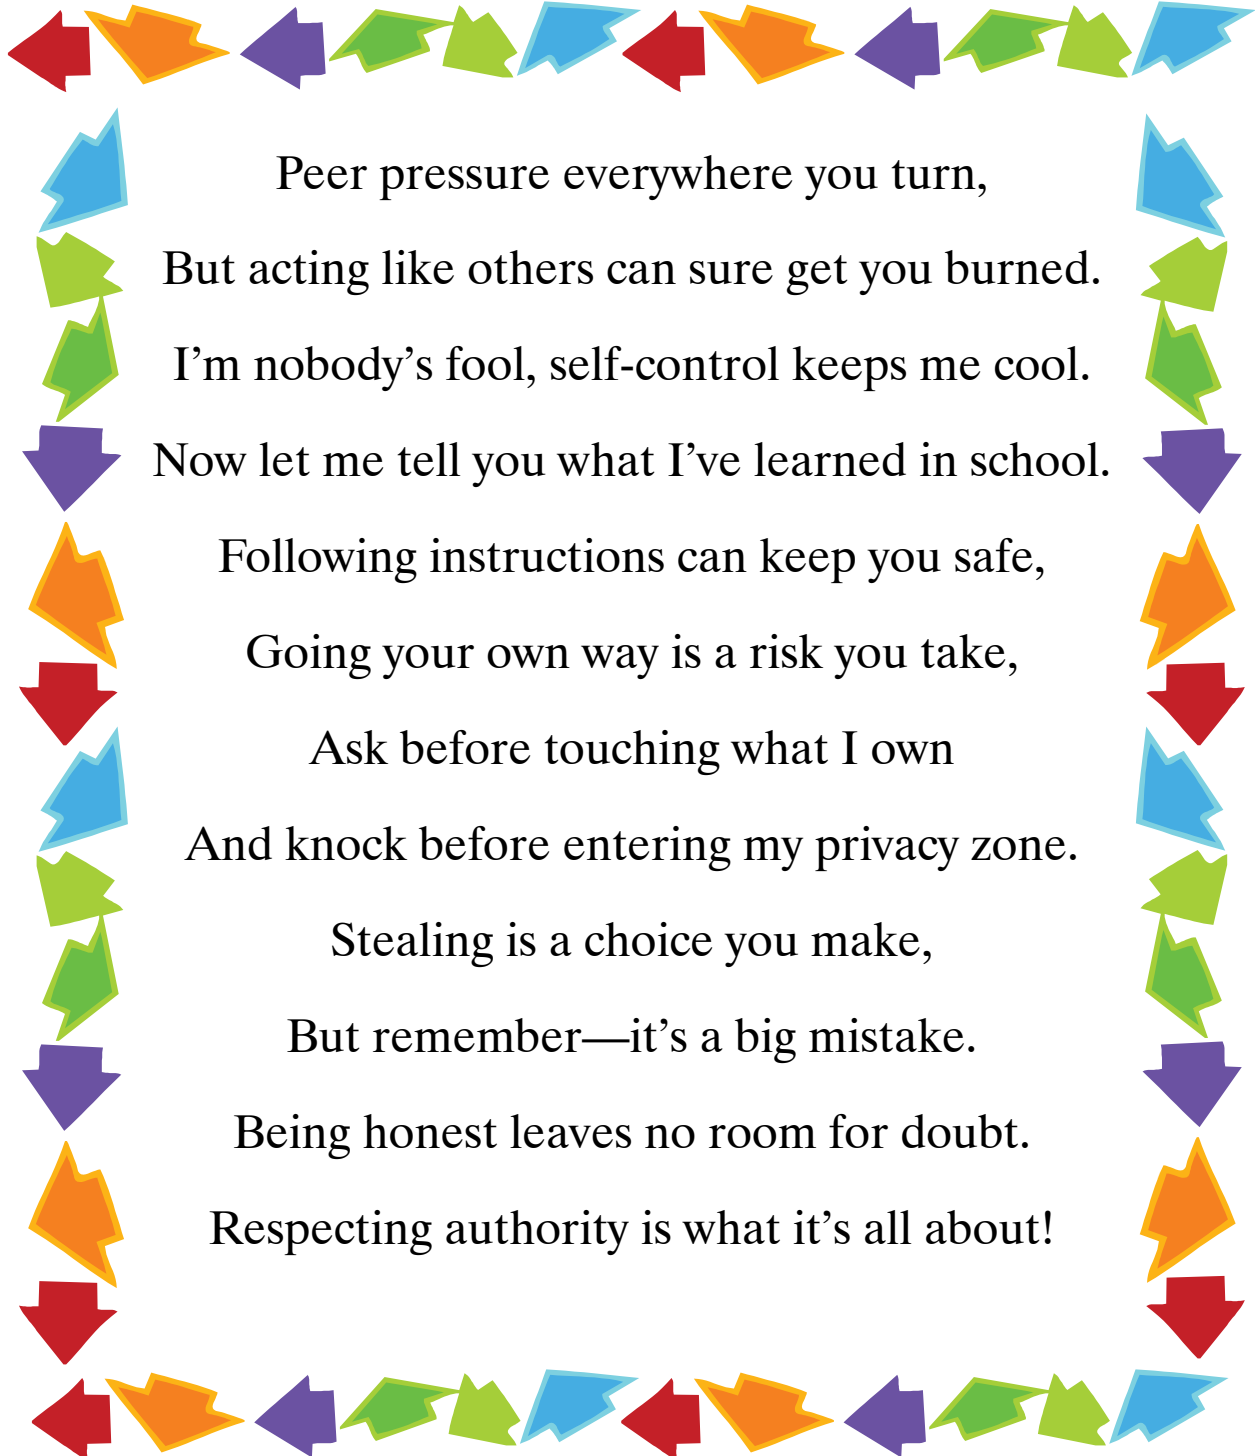 Peer pressure everywhere you turn,
But acting like others can sure get you burned.
I’m nobody’s fool, self-control keeps me cool.
Now let me tell you what I’ve learned in school.
Following instructions can keep you safe,
Going your own way is a risk you take,
Ask before touching what I own
And knock before entering my privacy zone.
Stealing is a choice you make,
But remember—it’s a big mistake.
Being honest leaves no room for doubt.
Respecting authority is what it’s all about!